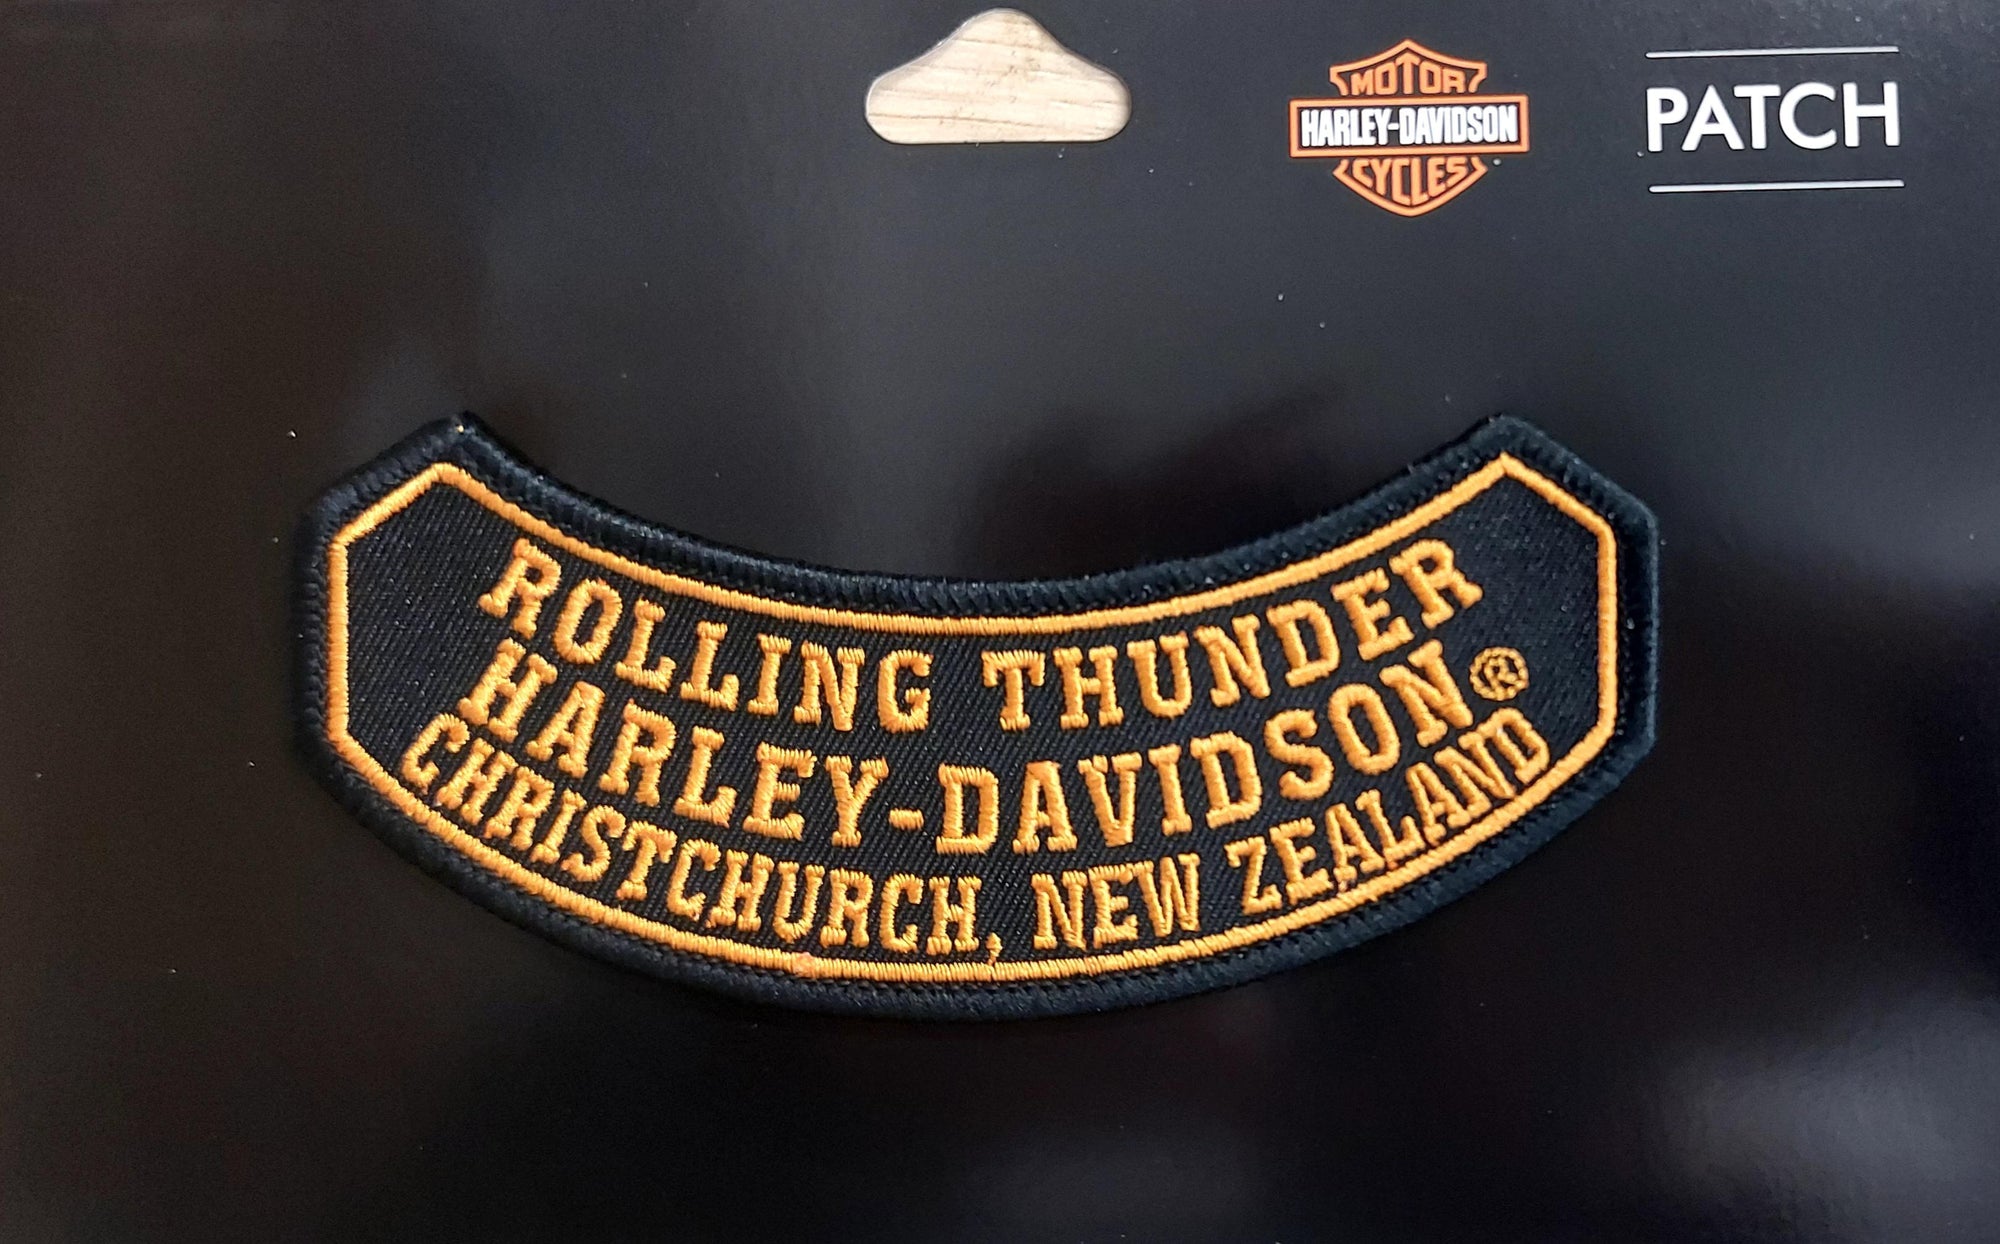 MOTOR
HARLEY-DAVIDSON
CYCLES
PATCH
ROLLING THUNDER
HARLEY-DAVIDSON®
CHRISTCHURCH, NEW ZEALAND